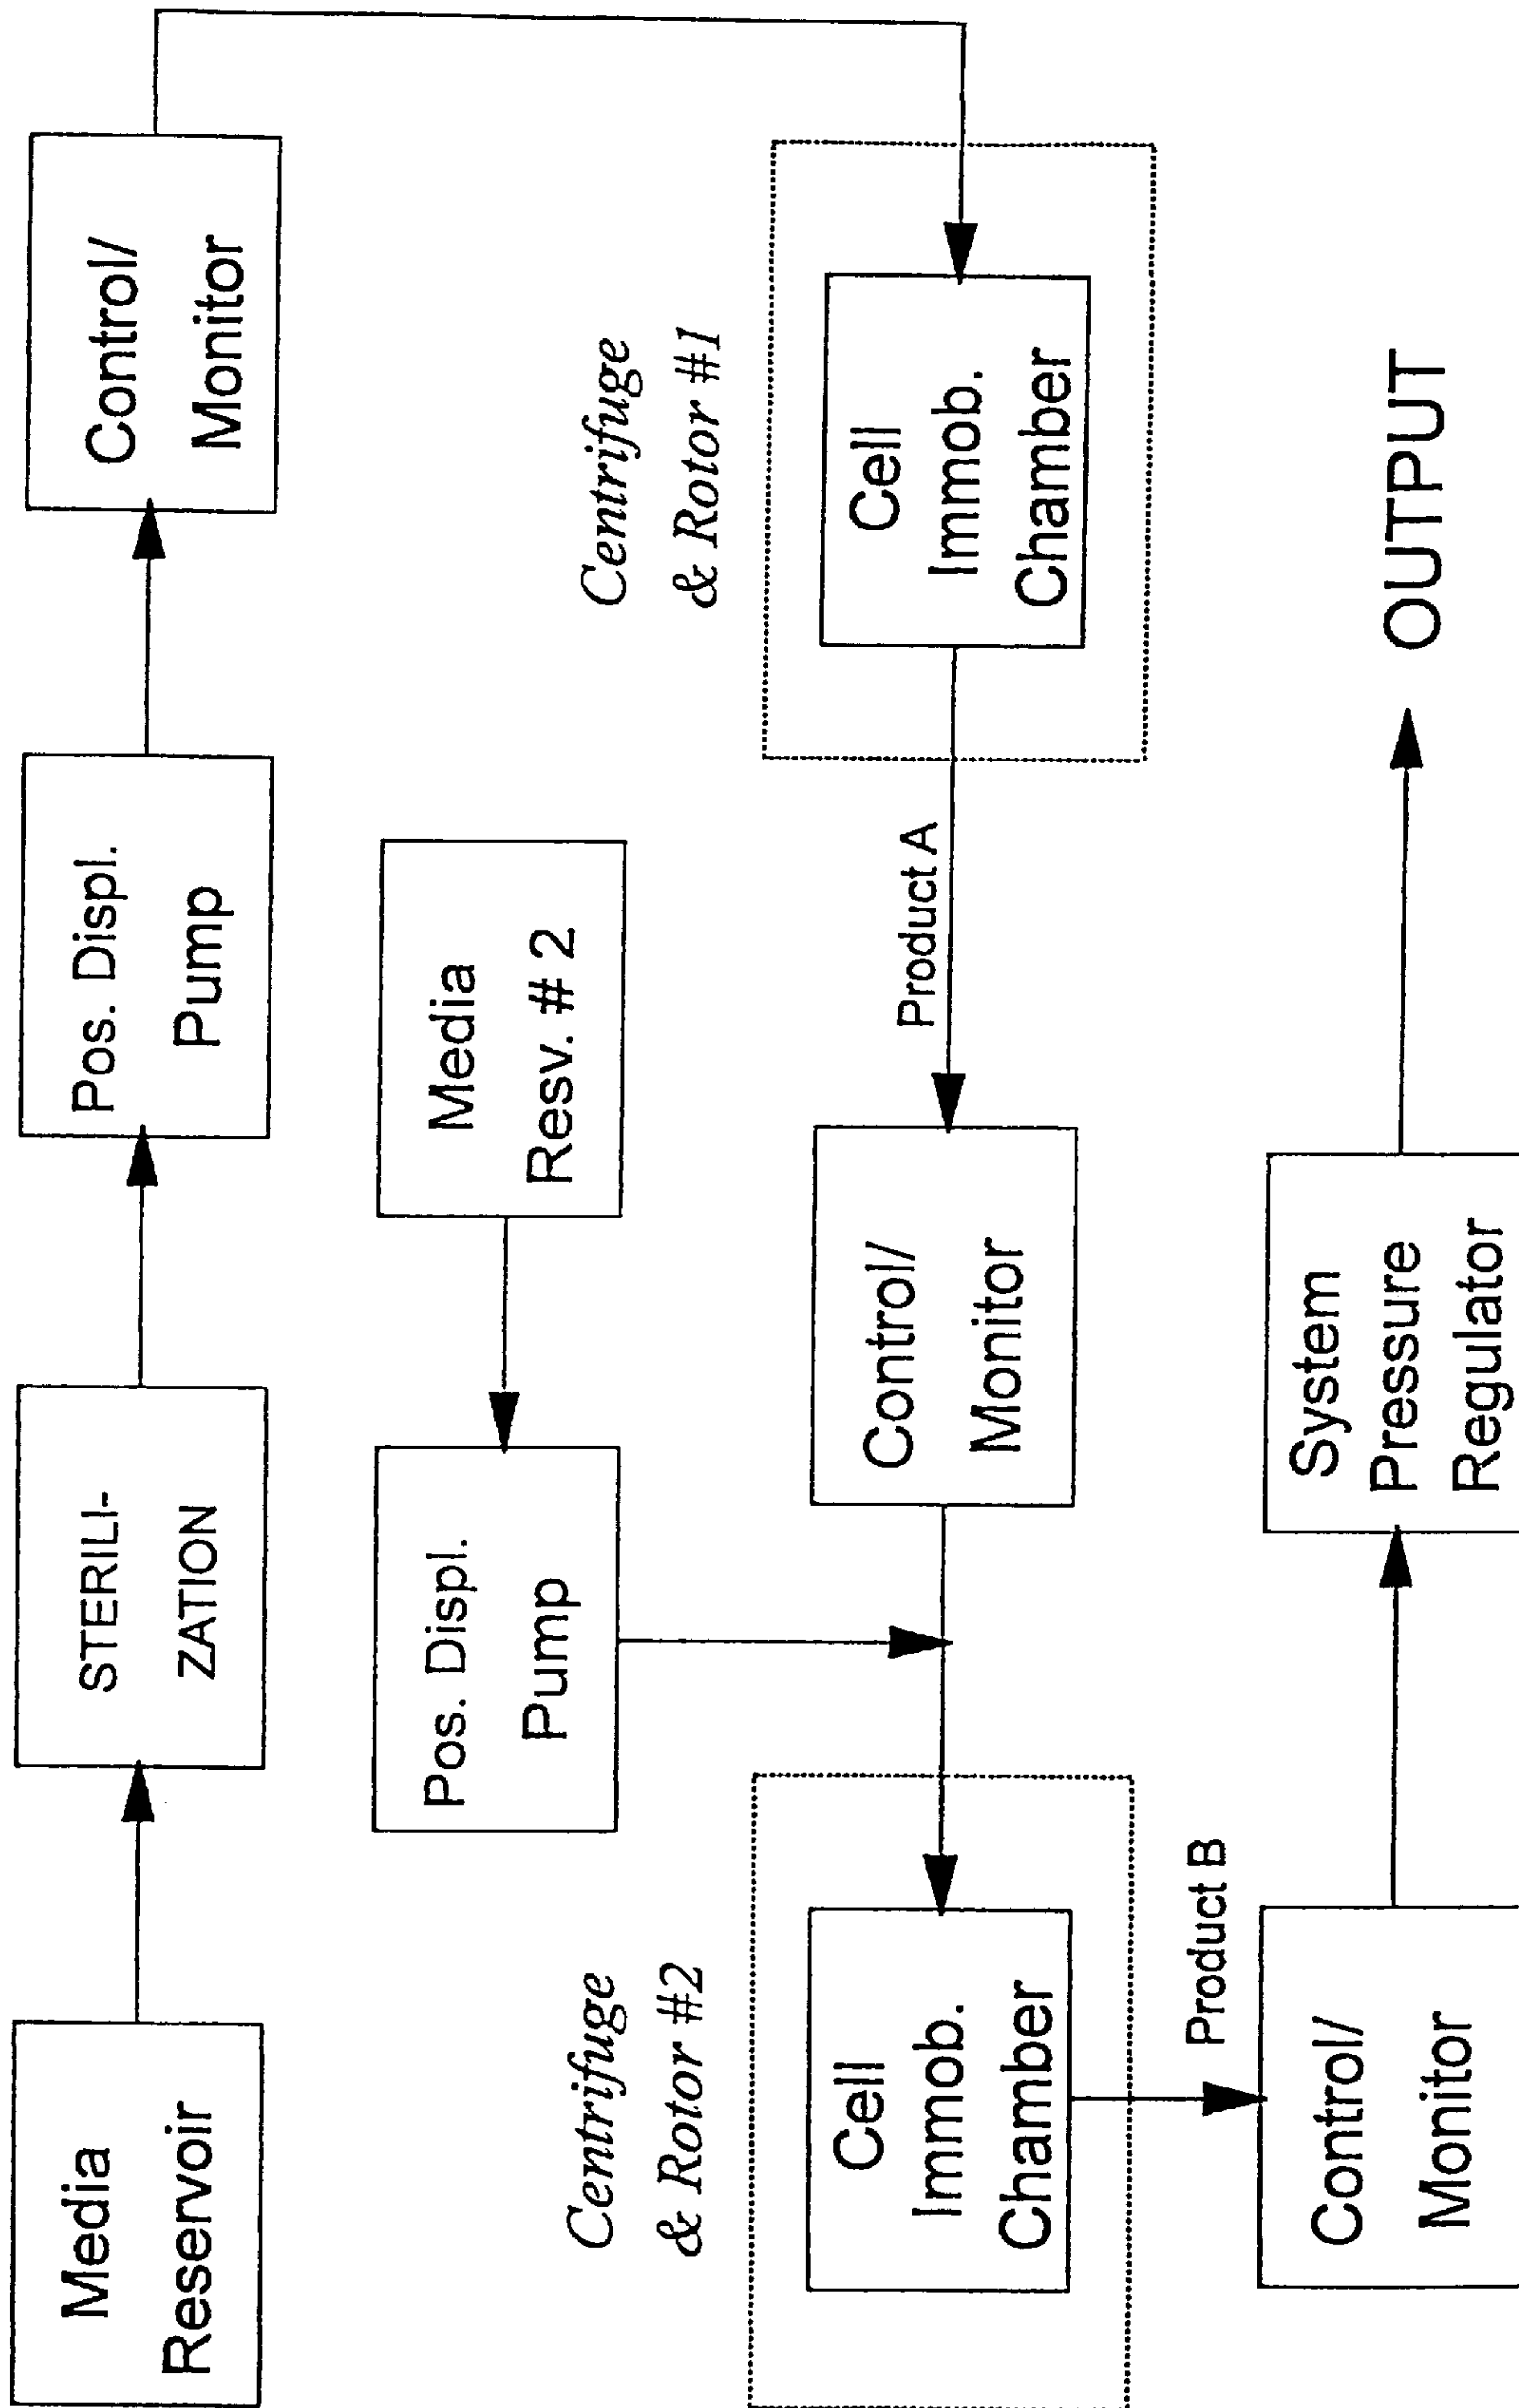 Media
Reservoir
STERILI-
ZATION
Pos. Displ.
Pump
Control/
Monitor
Pos. Displ.
Pump
Media
Resv. # 2
Centrifuge
& Rotor #2
Centrifuge
& Rotor #1
Cell
Immob.
Chamber
Control/
Monitor
Product A
Cell
Immob.
Chamber
Product B
Control/
Monitor
System
Pressure
Regulator
OUTPUT